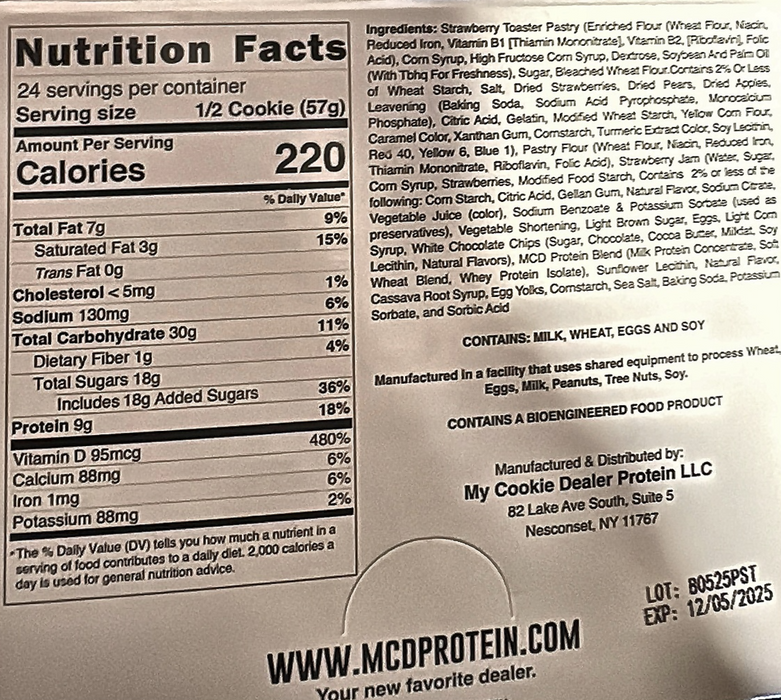 Nutrition Facts
24 servings per container
Serving size 1/2 Cookie (57g)
Amount Per Serving
Calories 220
% Daily Value*
Total Fat 7g 9%
Saturated Fat 3g 15%
Trans Fat 0g
Cholesterol <5mg 1%
Sodium 130mg 6%
Total Carbohydrate 30g 11%
Dietary Fiber 1g 4%
Total Sugars 18g
Includes 18g Added Sugars 36%
Protein 9g 18%
Vitamin D 95mcg 480%
Calcium 88mg 6%
Iron 1mg 6%
Potassium 88mg 2%
*The % Daily Value (DV) tells you how much a nutrient in a
serving of food contributes to a daily diet. 2,000 calories a
day is used for general nutrition advice.
Ingredients: Strawberry Toaster Pastry (Enriched Flour (Wheat Flour, Niacin,
Reduced Iron, Vitamin B1 [Thiamin Mononitrate], Vitamin B2, [Riboflavin], Folic
Acid), Corn Syrup, High Fructose Corn Syrup, Dextrose, Soybean And Palm Oil
(With Tbhq For Freshness), Sugar, Bleached Wheat Flour.Contains 2% Or Less
of Wheat Starch, Salt, Dried Strawberries, Dried Pears, Dried Apples,
Leavening (Baking Soda, Sodium Acid Pyrophosphate, Monocalcium
Phosphate), Citric Acid, Gelatin, Modified Wheat Starch, Yellow Corn Flour,
Caramel Color, Xanthan Gum, Cornstarch, Turmeric Extract Color, Soy Lecithin,
Red 40, Yellow 6, Blue 1), Pastry Flour (Wheat Flour, Niacin, Reduced Iron,
Thiamin Mononitrate, Riboflavin, Folic Acid), Strawberry Jam (Water, Sugar,
Corn Syrup, Strawberries, Modified Food Starch, Contains 2% or less of the
following: Corn Starch, Citric Acid, Gellan Gum, Natural Flavor, Sodium Citrate,
Vegetable Juice (color), Sodium Benzoate & Potassium Sorbate (used as
preservatives), Vegetable Shortening, Light Brown Sugar, Eggs, Light Corn
Syrup, White Chocolate Chips (Sugar, Chocolate, Cocoa Butter, Milkfat, Soy
Lecithin, Natural Flavors), MCD Protein Blend (Milk Protein Concentrate, Soft
Wheat Blend, Whey Protein Isolate), Sunflower Lecithin, Natural Flavor,
Cassava Root Syrup, Egg Yolks, Cornstarch, Sea Salt, Baking Soda, Potassium
Sorbate, and Sorbic Acid
CONTAINS: MILK, WHEAT, EGGS AND SOY
Manufactured in a facility that uses shared equipment to process Wheat,
Eggs, Milk, Peanuts, Tree Nuts, Soy.
CONTAINS A BIOENGINEERED FOOD PRODUCT
Manufactured & Distributed by:
My Cookie Dealer Protein LLC
82 Lake Ave South, Suite 5
Nesconset, NY 11767
LOT: B0525PST
EXP: 12/05/2025
WWW.MCDPROTEIN.COM
Your new favorite dealer.